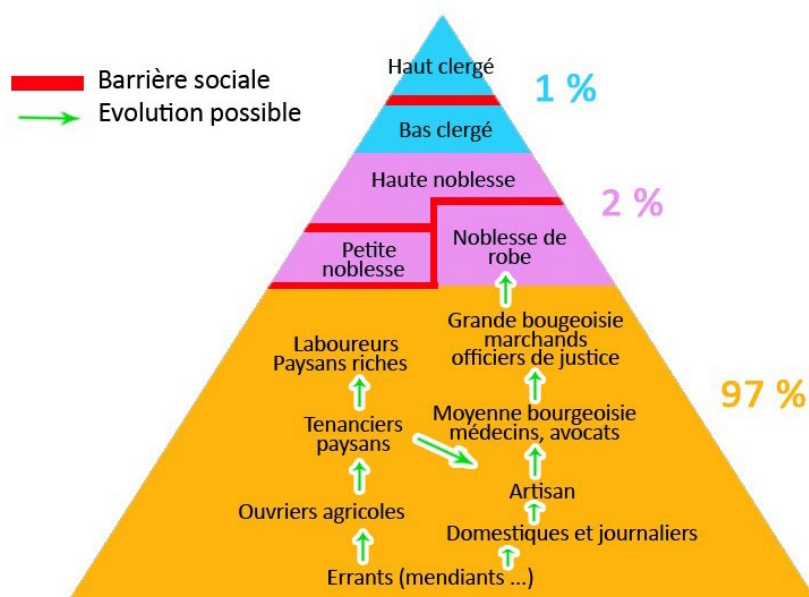 Barrière sociale
Evolution possible
Haut clergé
1 %
Bas clergé
Haute noblesse
2 %
Petite
noblesse
Noblesse de
robe
Laboureurs
Paysans riches
Grande bougeoisie
marchands
officiers de justice
97 %
Tenanciers
paysans
Moyenne bourgeoisie
médecins, avocats
Ouvriers agricoles
Artisan
Domestiques et journaliers
Errants (mendiants ...)